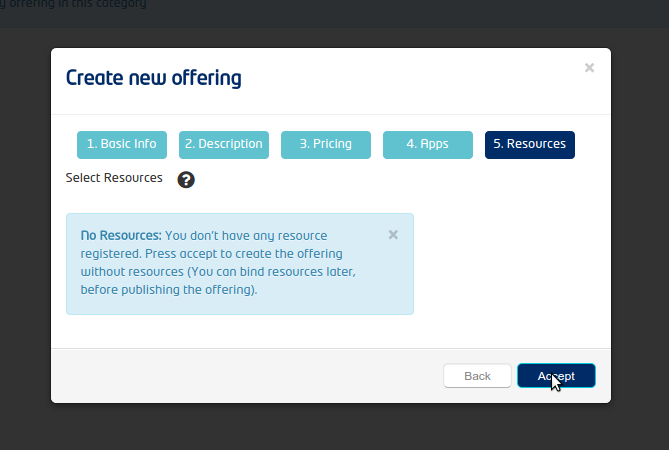 offering in this category
Create new offering
×
1. Basic Info
2. Description
3. Pricing
4. Apps
5. Resources
Select Resources ?
No Resources: You don't have any resource ×
registered. Press accept to create the offering
without resources (You can bind resources later,
before publishing the offering).
Back
Accept